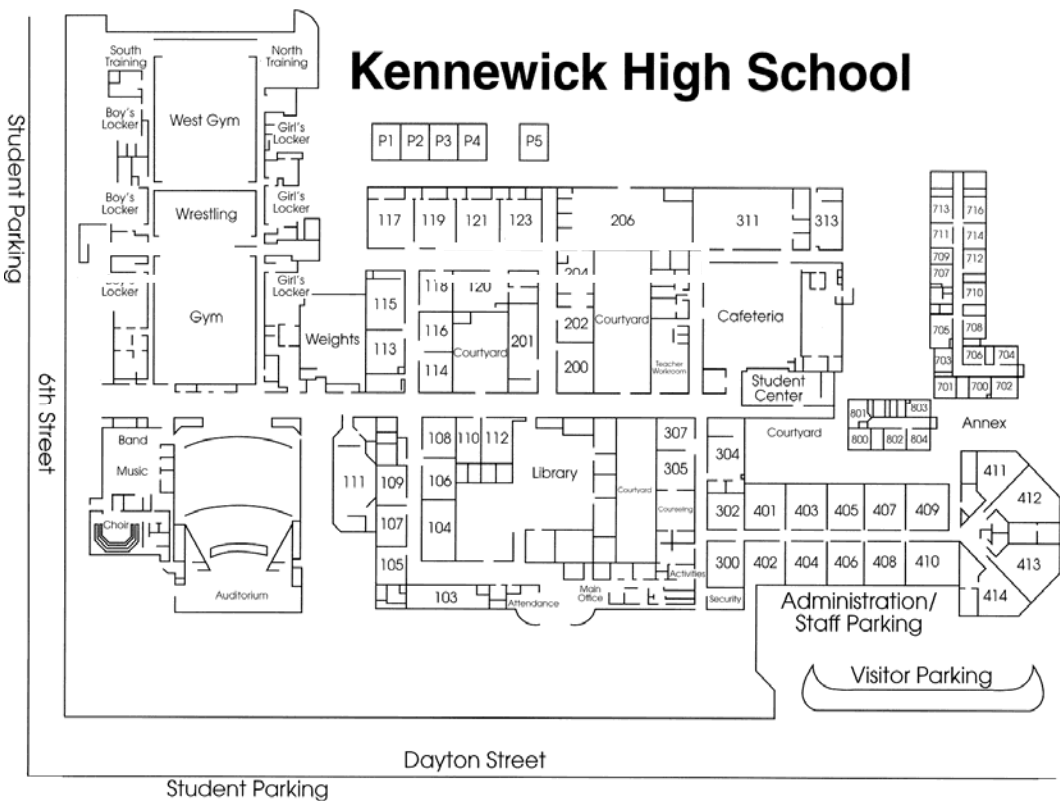 Kennewick High School
South
Training
North
Training
Boy's
Locker
West Gym
Girl's
Locker
P1 P2 P3 P4 P5
Boy's
Locker
Wrestling
Girl's
Locker
117 119 121 123 206 311 313
713 716
711 714
709 712
707
710
705 708
703 706 704
701 700 702
Locker
Gym
Girl's
Locker
Weights
115
113
118 120
116
114
Courtyard
201
204
202
200
Courtyard
Teacher
Workroom
Cafeteria
Student
Center
Courtyard
801 803
800 802 804
Annex
Band
Music
Choir
Auditorium
111
109
107
105
103
108 110 112
106
104
Library
Courtyard
307
305
Counseling
Activities
304
302
300
Security
Attendance
Main
Office
401 403 405 407 409
402 404 406 408 410
411
412
413
414
Administration/
Staff Parking
Visitor Parking
Student Parking
6th Street
Dayton Street
Student Parking